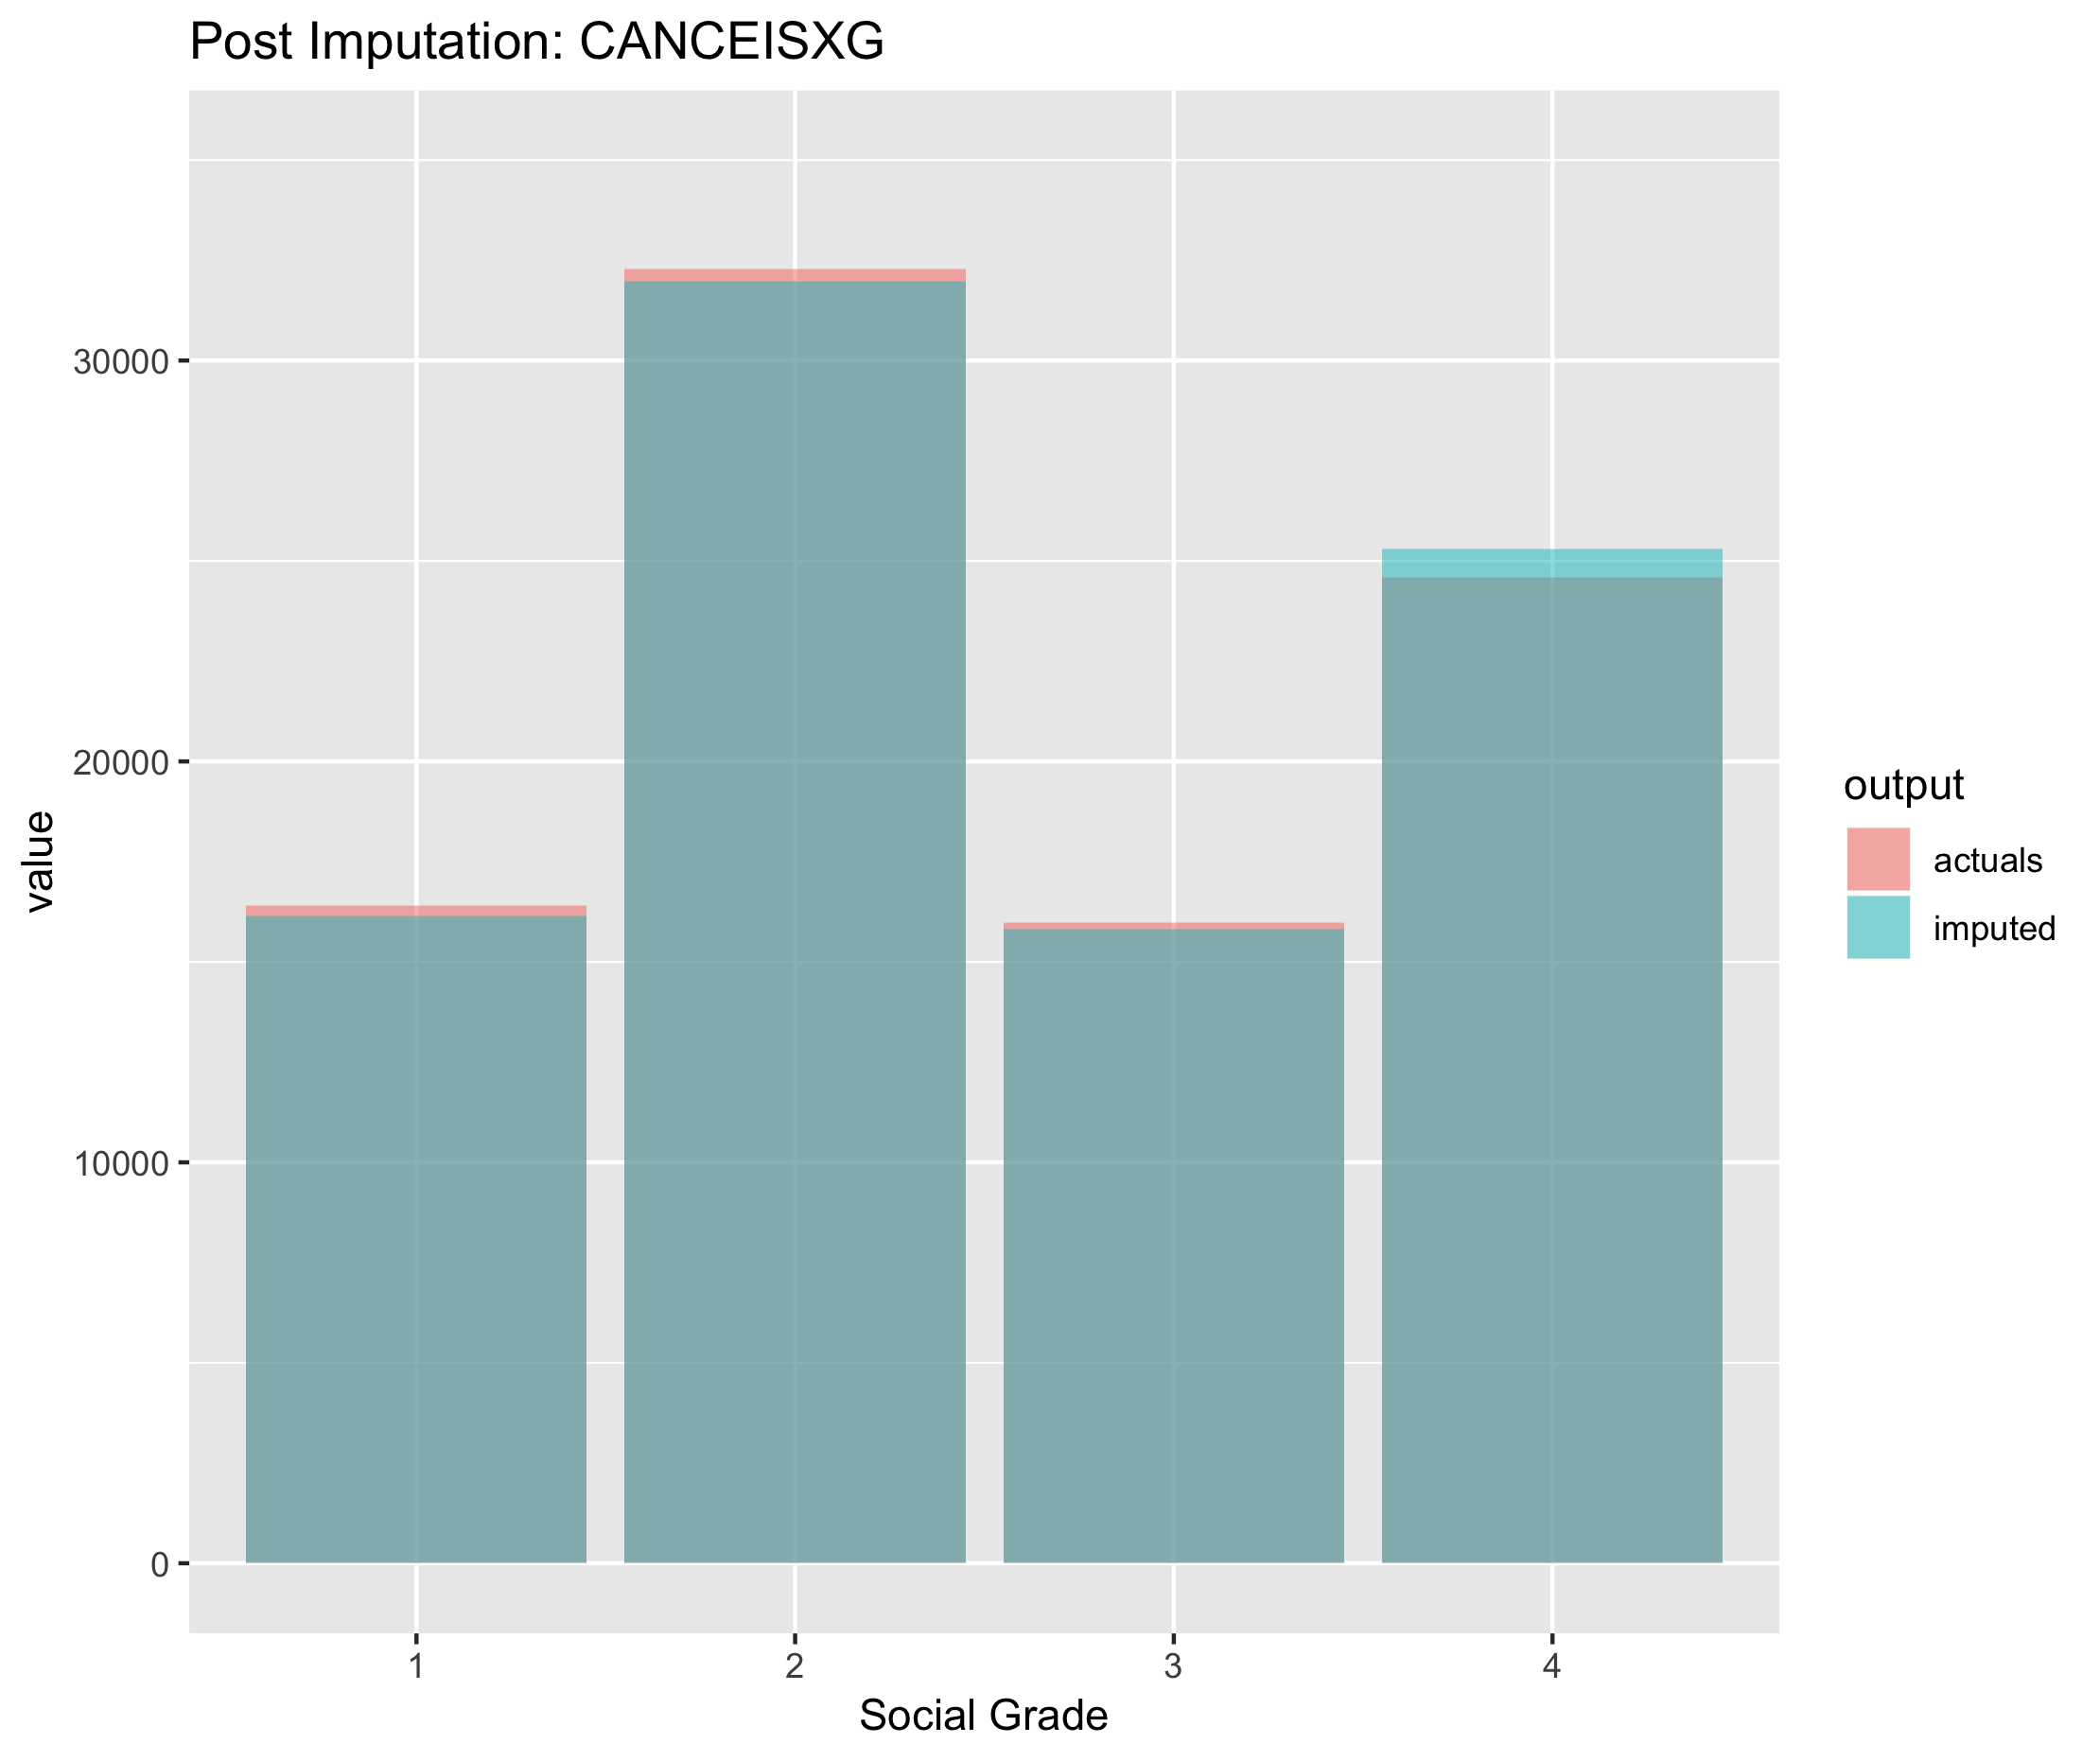 Post Imputation: CANCEISXG
30000
20000
10000
0
value
1 2 3 4
Social Grade
output
actuals
imputed